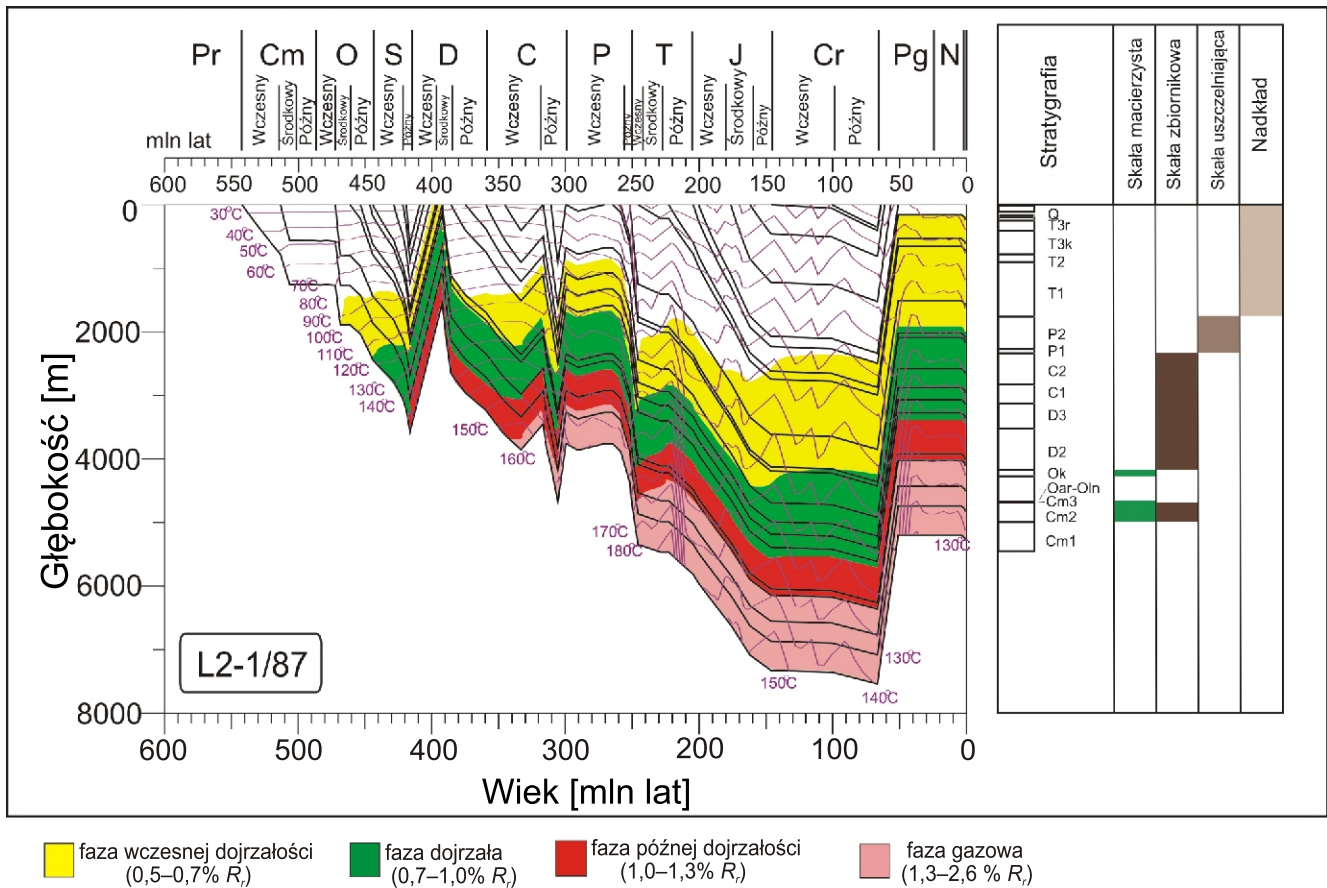 Pr Cm O S D C P T J Cr Pg N
Wczesny Środkowy Późny Wczesny Środkowy Późny Wczesny Późny Wczesny Środkowy Późny Wczesny Późny Wczesny Późny Wczesny Środkowy Późny Wczesny Środkowy Późny Wczesny Późny
mln lat
600 550 500 450 400 350 300 250 200 150 100 50 0
0
2000
4000
6000
8000
Głębokość [m]
30°C
40°C
50°C
60°C
70°C
80°C
90°C
100°C
110°C
120°C
130°C
140°C
150°C
160°C
170°C
180°C
130°C
130°C
150°C
140°C
L2-1/87
600 500 400 300 200 100 0
Wiek [mln lat]
Stratygrafia
Skała macierzysta
Skała zbiornikowa
Skała uszczelniająca
Nadkład
Q
T3r
T3k
T2
T1
P2
P1
C2
C1
D3
D2
Ok
Oar-Oln
Cm3
Cm2
Cm1
faza wczesnej dojrzałości
(0,5–0,7% Rr)
faza dojrzała
(0,7–1,0% Rr)
faza późnej dojrzałości
(1,0–1,3% Rr)
faza gazowa
(1,3–2,6 % Rr)